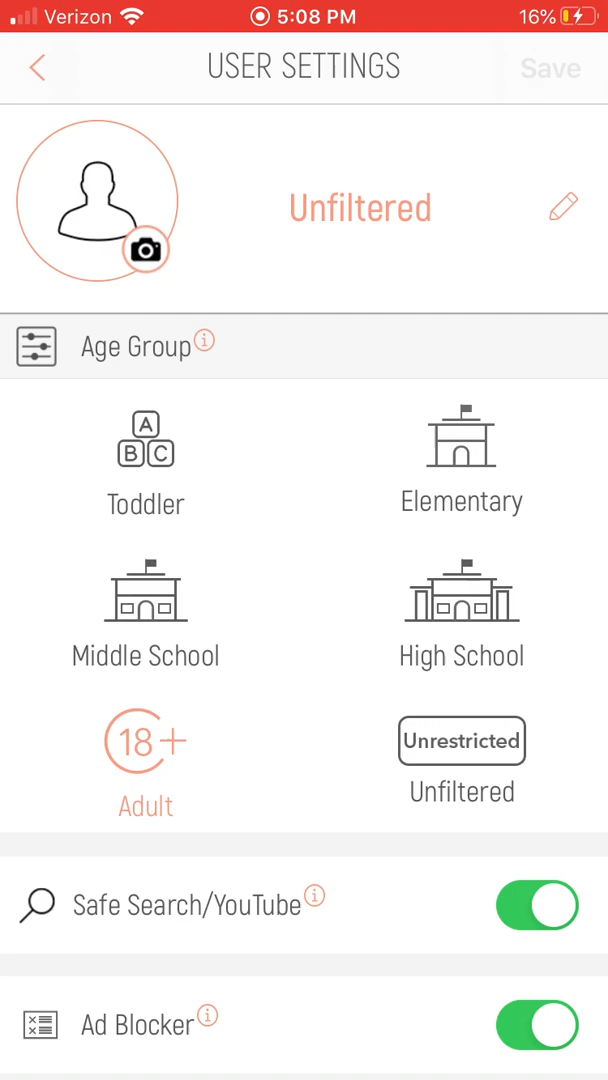 Verizon 5:08 PM 16%
USER SETTINGS Save
Unfiltered
Age Group i
A
B C
Toddler Elementary
Middle School High School
18+ Unrestricted
Adult Unfiltered
Safe Search/YouTube i
Ad Blocker i